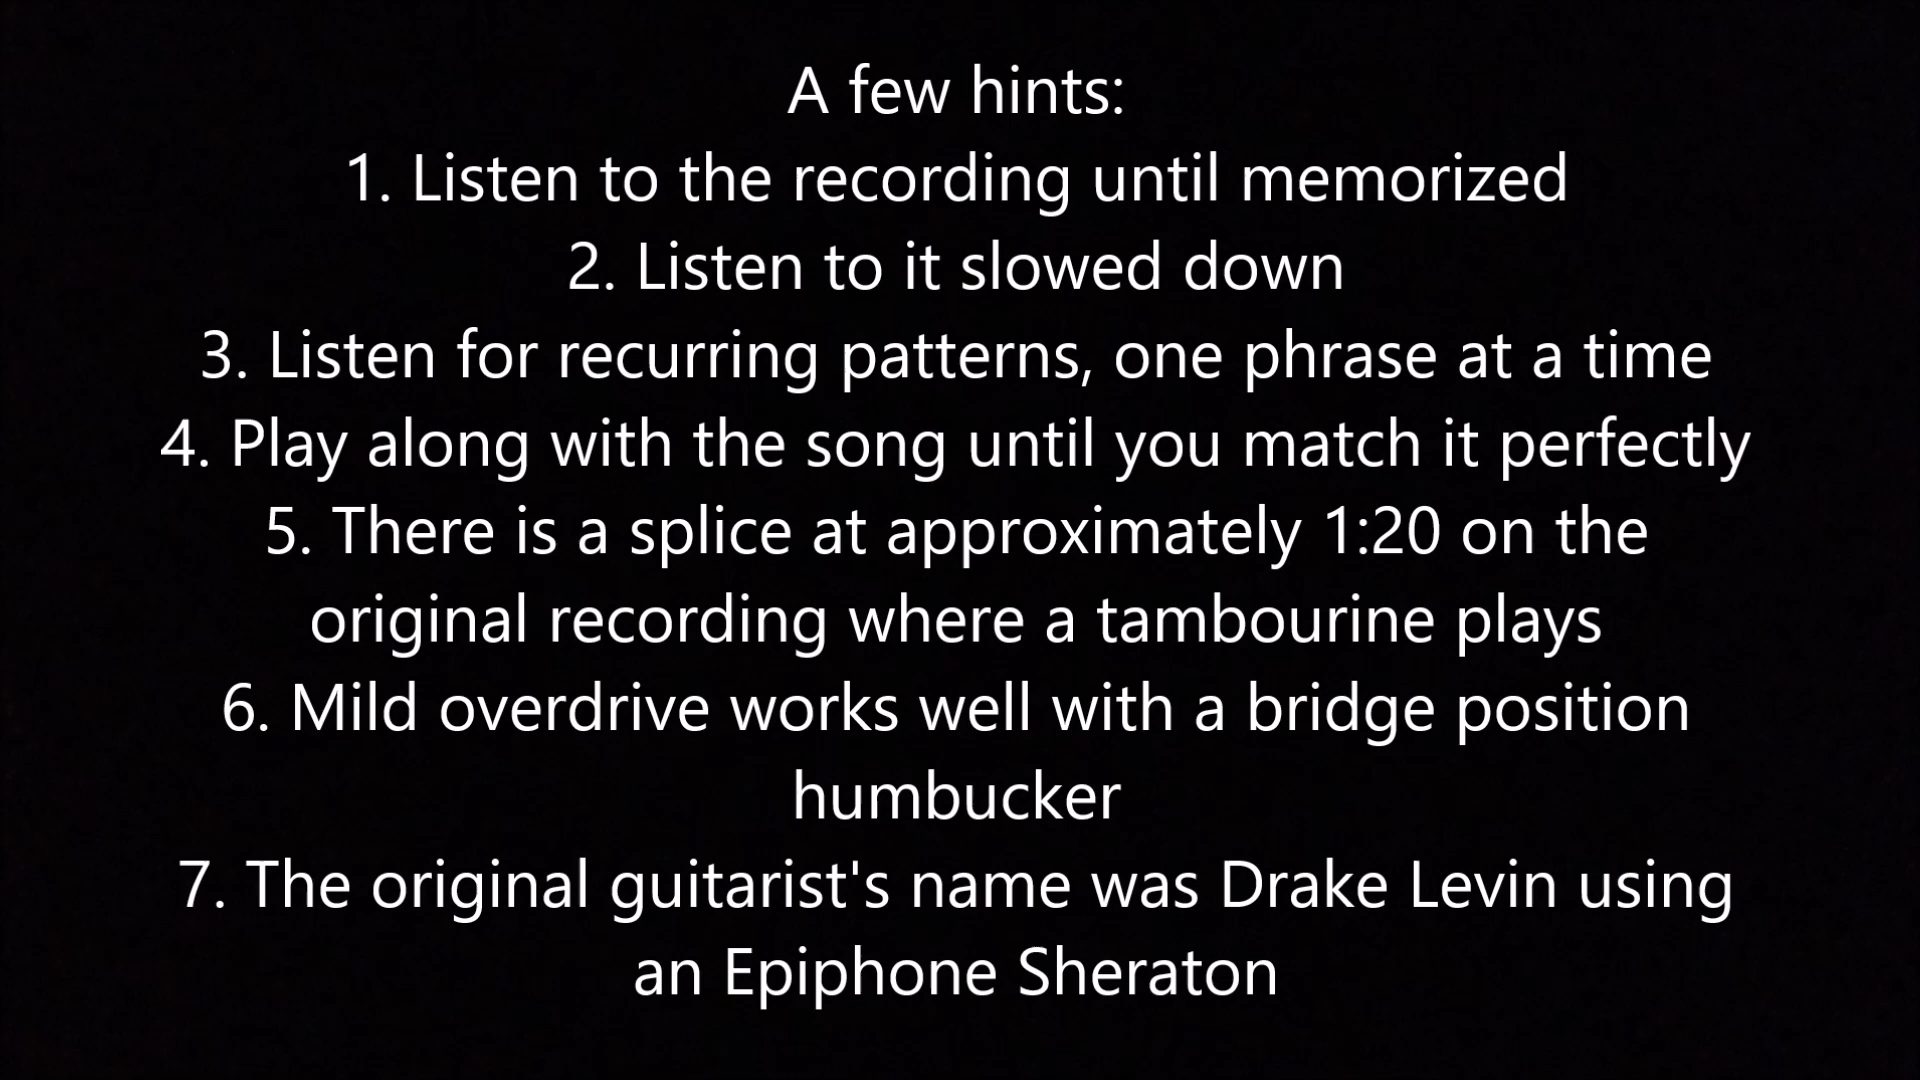 A few hints:
1. Listen to the recording until memorized
2. Listen to it slowed down
3. Listen for recurring patterns, one phrase at a time
4. Play along with the song until you match it perfectly
5. There is a splice at approximately 1:20 on the
original recording where a tambourine plays
6. Mild overdrive works well with a bridge position
humbucker
7. The original guitarist's name was Drake Levin using
an Epiphone Sheraton